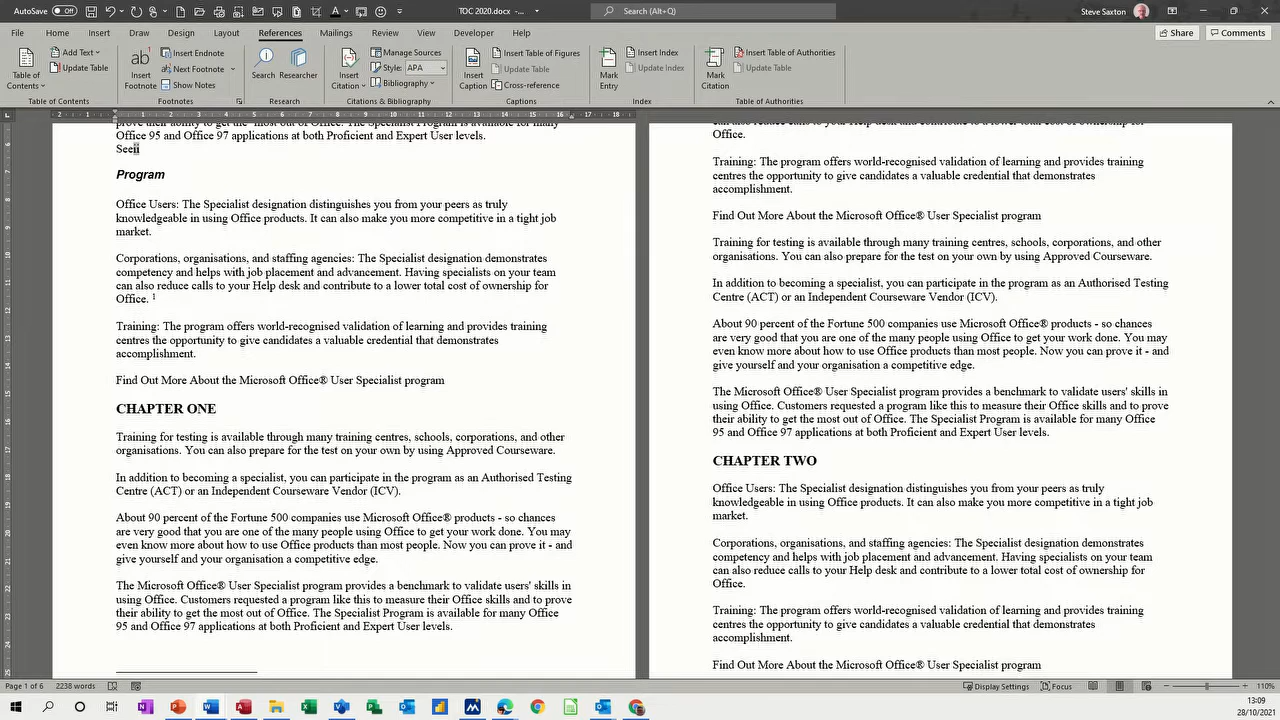 AutoSave Off TOC 2020.docx - Search (Alt+Q) Steve Saxton
File Home Insert Draw Design Layout References Mailings Review View Developer Help Share Comments
Table of Contents
Add Text
Update Table
Table of Contents
Insert Footnote
Insert Endnote
Next Footnote
Show Notes
Footnotes
Search Researcher
Research
Insert Citation
Manage Sources
Style: APA
Bibliography
Citations & Bibliography
Insert Caption
Insert Table of Figures
Update Table
Cross-reference
Captions
Mark Entry
Insert Index
Update Index
Index
Mark Citation
Insert Table of Authorities
Update Table
Table of Authorities
prove their ability to get the most out of Office. The Specialist Program is available for many
Office 95 and Office 97 applications at both Proficient and Expert User levels.
Seeii
Program
Office Users: The Specialist designation distinguishes you from your peers as truly
knowledgeable in using Office products. It can also make you more competitive in a tight job
market.
Corporations, organisations, and staffing agencies: The Specialist designation demonstrates
competency and helps with job placement and advancement. Having specialists on your team
can also reduce calls to your Help desk and contribute to a lower total cost of ownership for
Office. 1
Training: The program offers world-recognised validation of learning and provides training
centres the opportunity to give candidates a valuable credential that demonstrates
accomplishment.
Find Out More About the Microsoft Office® User Specialist program
CHAPTER ONE
Training for testing is available through many training centres, schools, corporations, and other
organisations. You can also prepare for the test on your own by using Approved Courseware.
In addition to becoming a specialist, you can participate in the program as an Authorised Testing
Centre (ACT) or an Independent Courseware Vendor (ICV).
About 90 percent of the Fortune 500 companies use Microsoft Office® products - so chances
are very good that you are one of the many people using Office to get your work done. You may
even know more about how to use Office products than most people. Now you can prove it - and
give yourself and your organisation a competitive edge.
The Microsoft Office® User Specialist program provides a benchmark to validate users' skills in
using Office. Customers requested a program like this to measure their Office skills and to prove
their ability to get the most out of Office. The Specialist Program is available for many Office
95 and Office 97 applications at both Proficient and Expert User levels.
can also reduce calls to your Help desk and contribute to a lower total cost of ownership for
Office.
Training: The program offers world-recognised validation of learning and provides training
centres the opportunity to give candidates a valuable credential that demonstrates
accomplishment.
Find Out More About the Microsoft Office® User Specialist program
Training for testing is available through many training centres, schools, corporations, and other
organisations. You can also prepare for the test on your own by using Approved Courseware.
In addition to becoming a specialist, you can participate in the program as an Authorised Testing
Centre (ACT) or an Independent Courseware Vendor (ICV).
About 90 percent of the Fortune 500 companies use Microsoft Office® products - so chances
are very good that you are one of the many people using Office to get your work done. You may
even know more about how to use Office products than most people. Now you can prove it - and
give yourself and your organisation a competitive edge.
The Microsoft Office® User Specialist program provides a benchmark to validate users' skills in
using Office. Customers requested a program like this to measure their Office skills and to prove
their ability to get the most out of Office. The Specialist Program is available for many Office
95 and Office 97 applications at both Proficient and Expert User levels.
CHAPTER TWO
Office Users: The Specialist designation distinguishes you from your peers as truly
knowledgeable in using Office products. It can also make you more competitive in a tight job
market.
Corporations, organisations, and staffing agencies: The Specialist designation demonstrates
competency and helps with job placement and advancement. Having specialists on your team
can also reduce calls to your Help desk and contribute to a lower total cost of ownership for
Office.
Training: The program offers world-recognised validation of learning and provides training
centres the opportunity to give candidates a valuable credential that demonstrates
accomplishment.
Find Out More About the Microsoft Office® User Specialist program
Page 1 of 6 2238 words Display Settings Focus 110%
13:09
28/10/2021